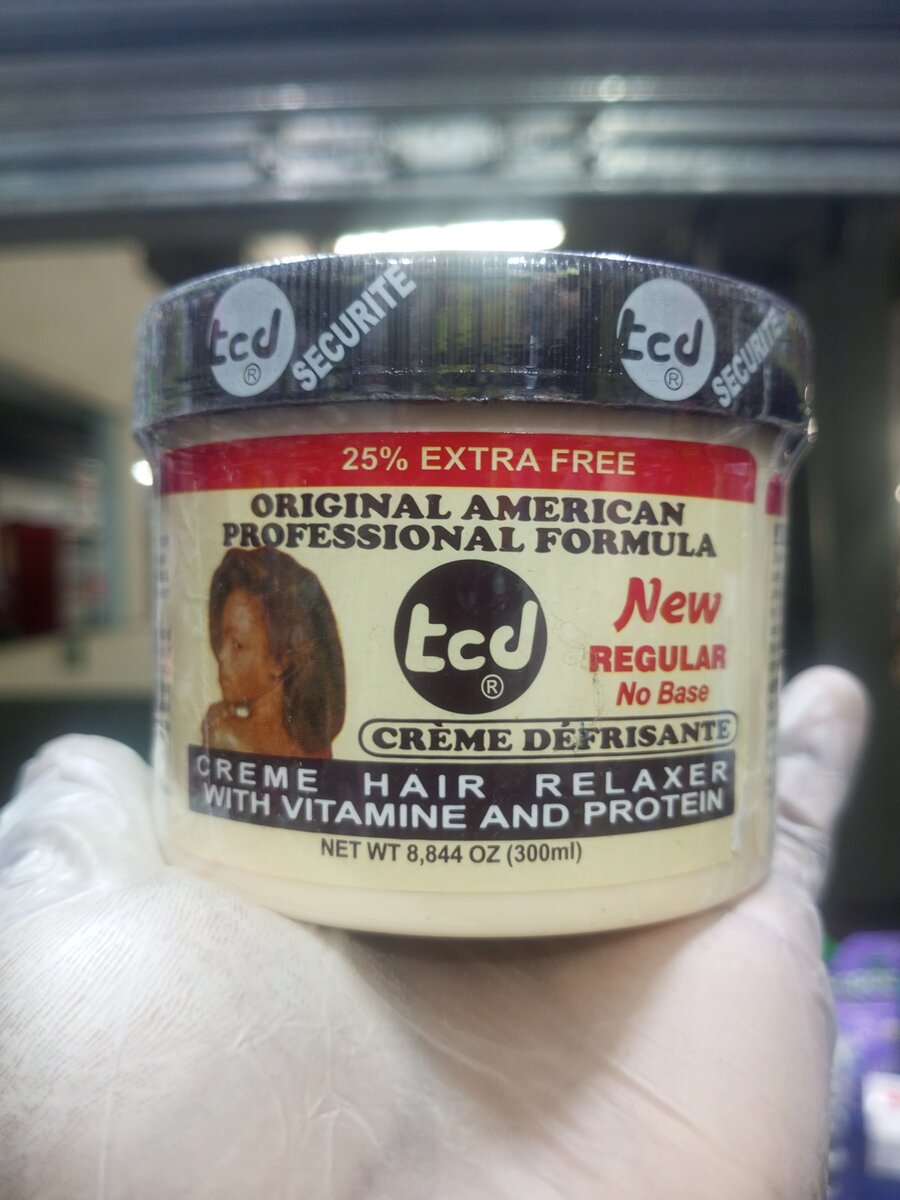 tcd
®
SECURITE
tcd
®
SECURITE
25% EXTRA FREE
ORIGINAL AMERICAN
PROFESSIONAL FORMULA
tcd
®
New
REGULAR
No Base
CRÈME DÉFRISANTE
CREME HAIR RELAXER
WITH VITAMINE AND PROTEIN
NET WT 8,844 OZ (300ml)